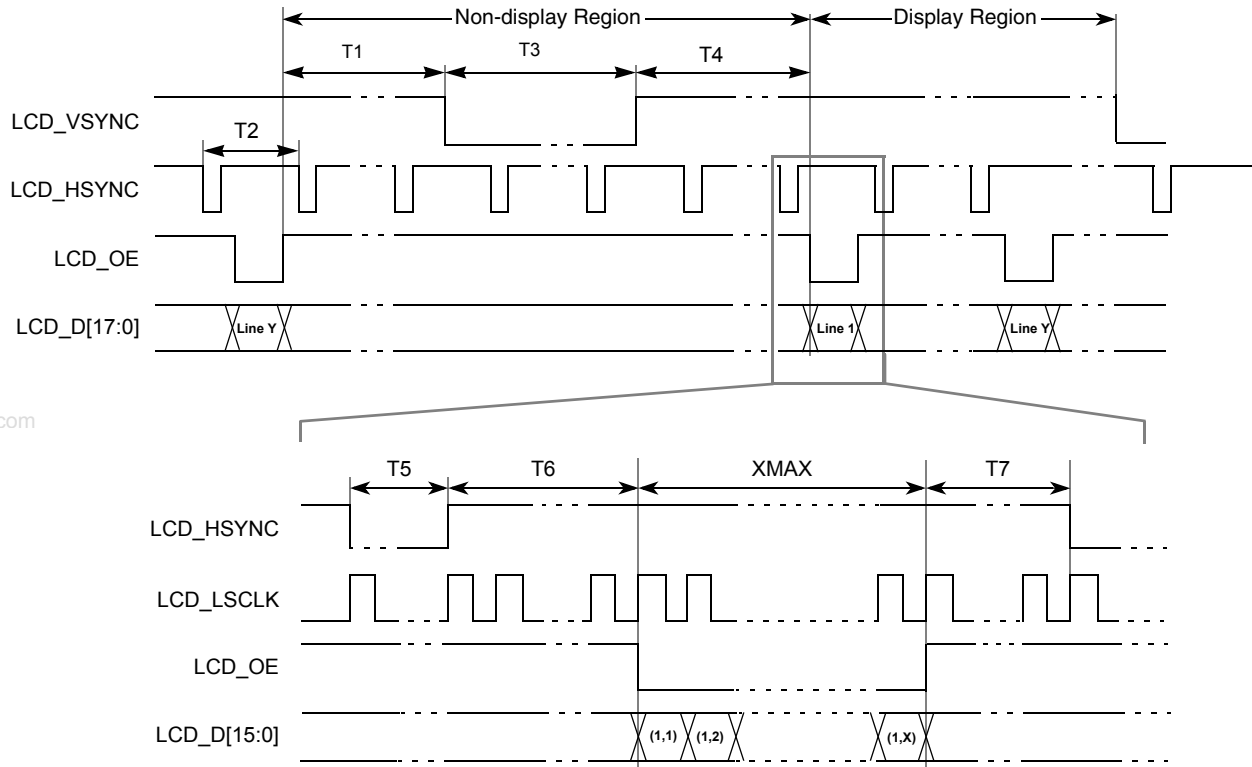 Non-display Region
Display Region
T1
T3
T4
LCD_VSYNC
T2
LCD_HSYNC
LCD_OE
LCD_D[17:0]
Line Y
Line 1
Line Y
com
T5
T6
XMAX
T7
LCD_HSYNC
LCD_LSCLK
LCD_OE
LCD_D[15:0]
(1,1)
(1,2)
(1,X)